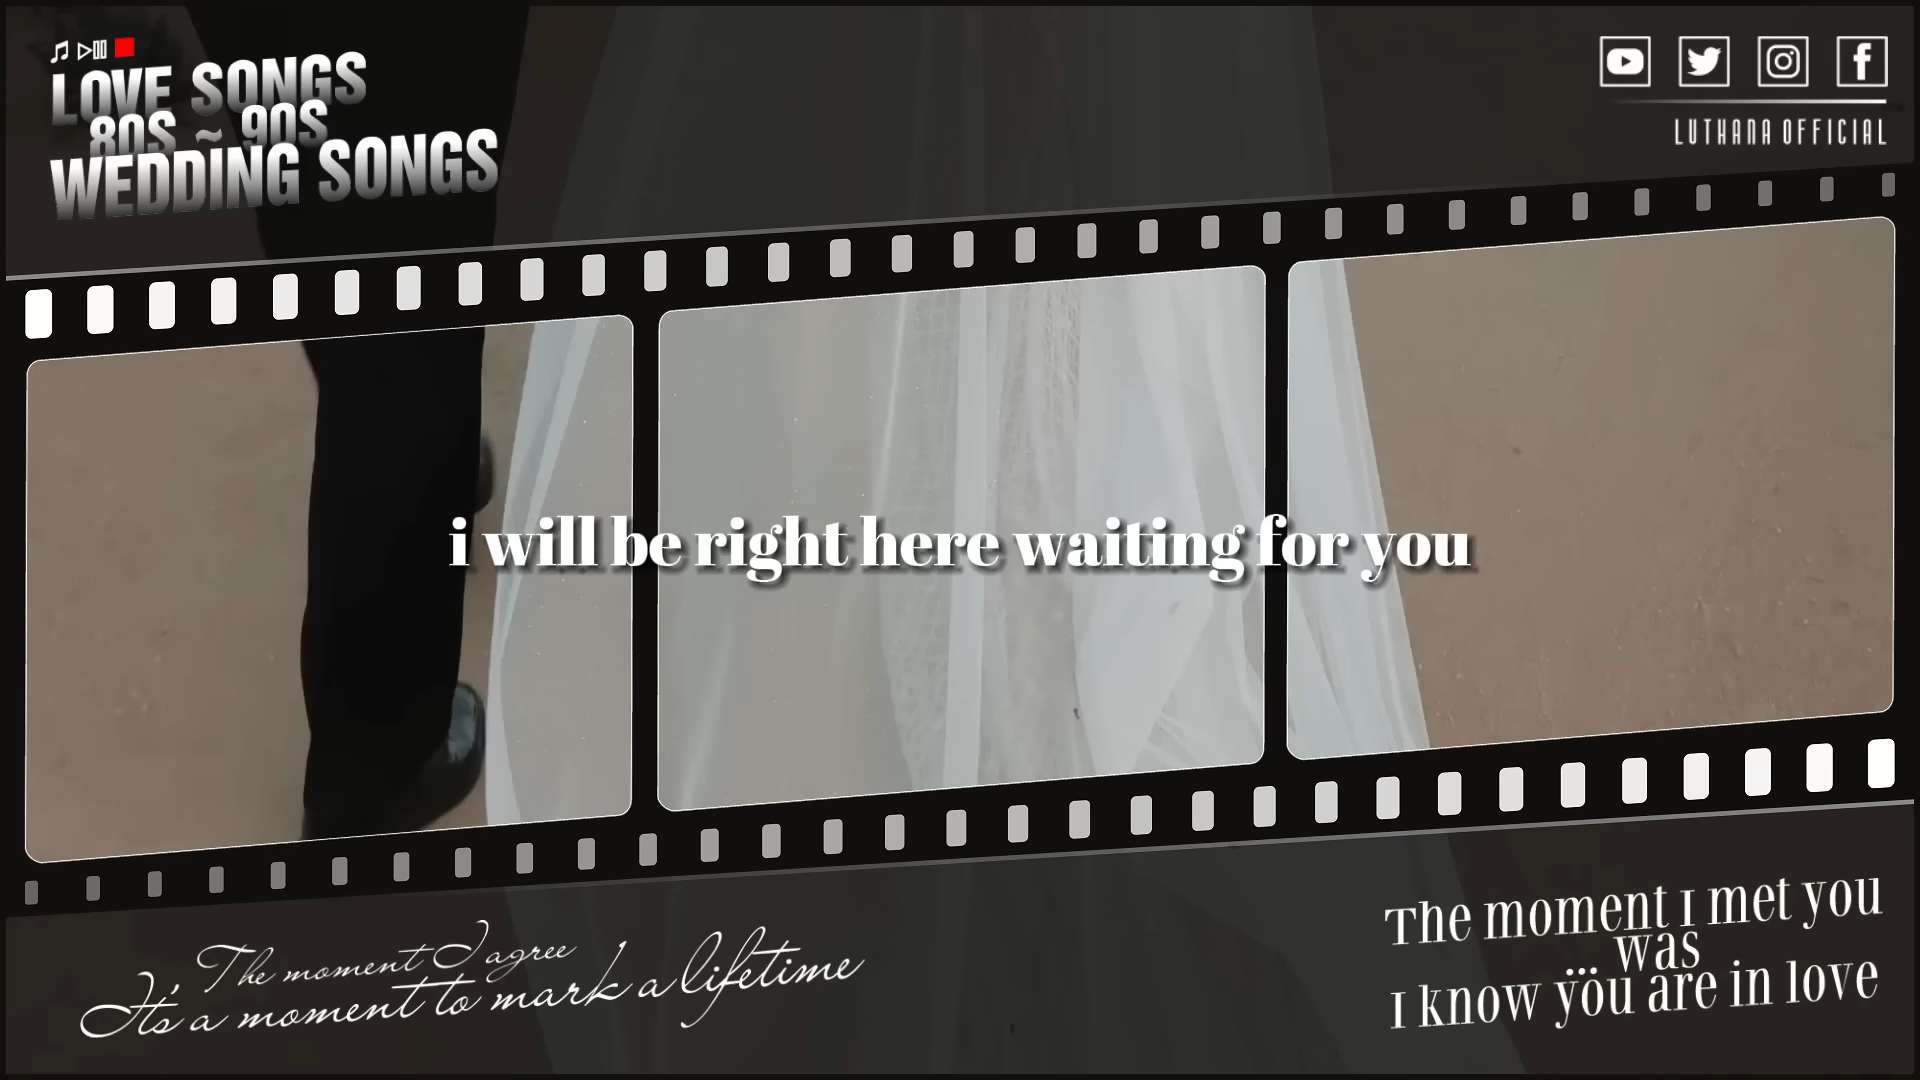 LOVE SONGS
80S ~ 90S
WEDDING SONGS
LUTHANA OFFICIAL
i will be right here waiting for you
The moment I agree
It's a moment to mark a lifetime
The moment I met you
was
I know yöü are in love